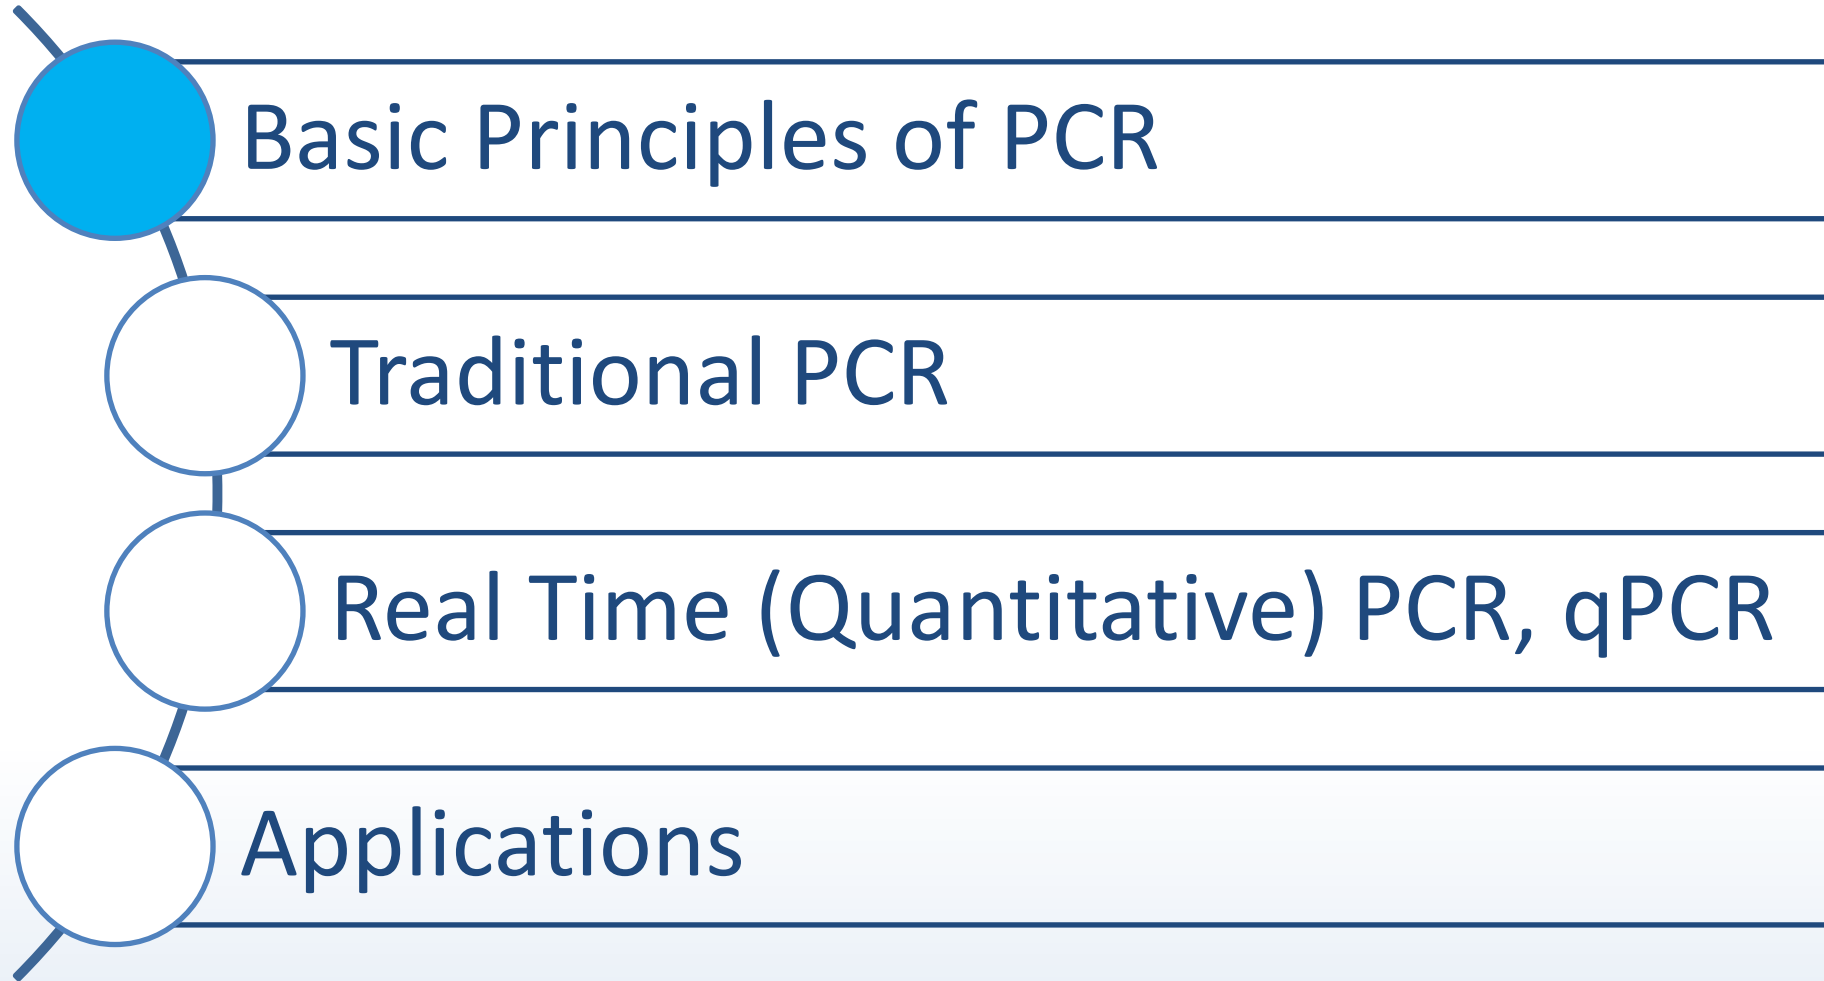 Basic Principles of PCR
Traditional PCR
Real Time (Quantitative) PCR, qPCR
Applications